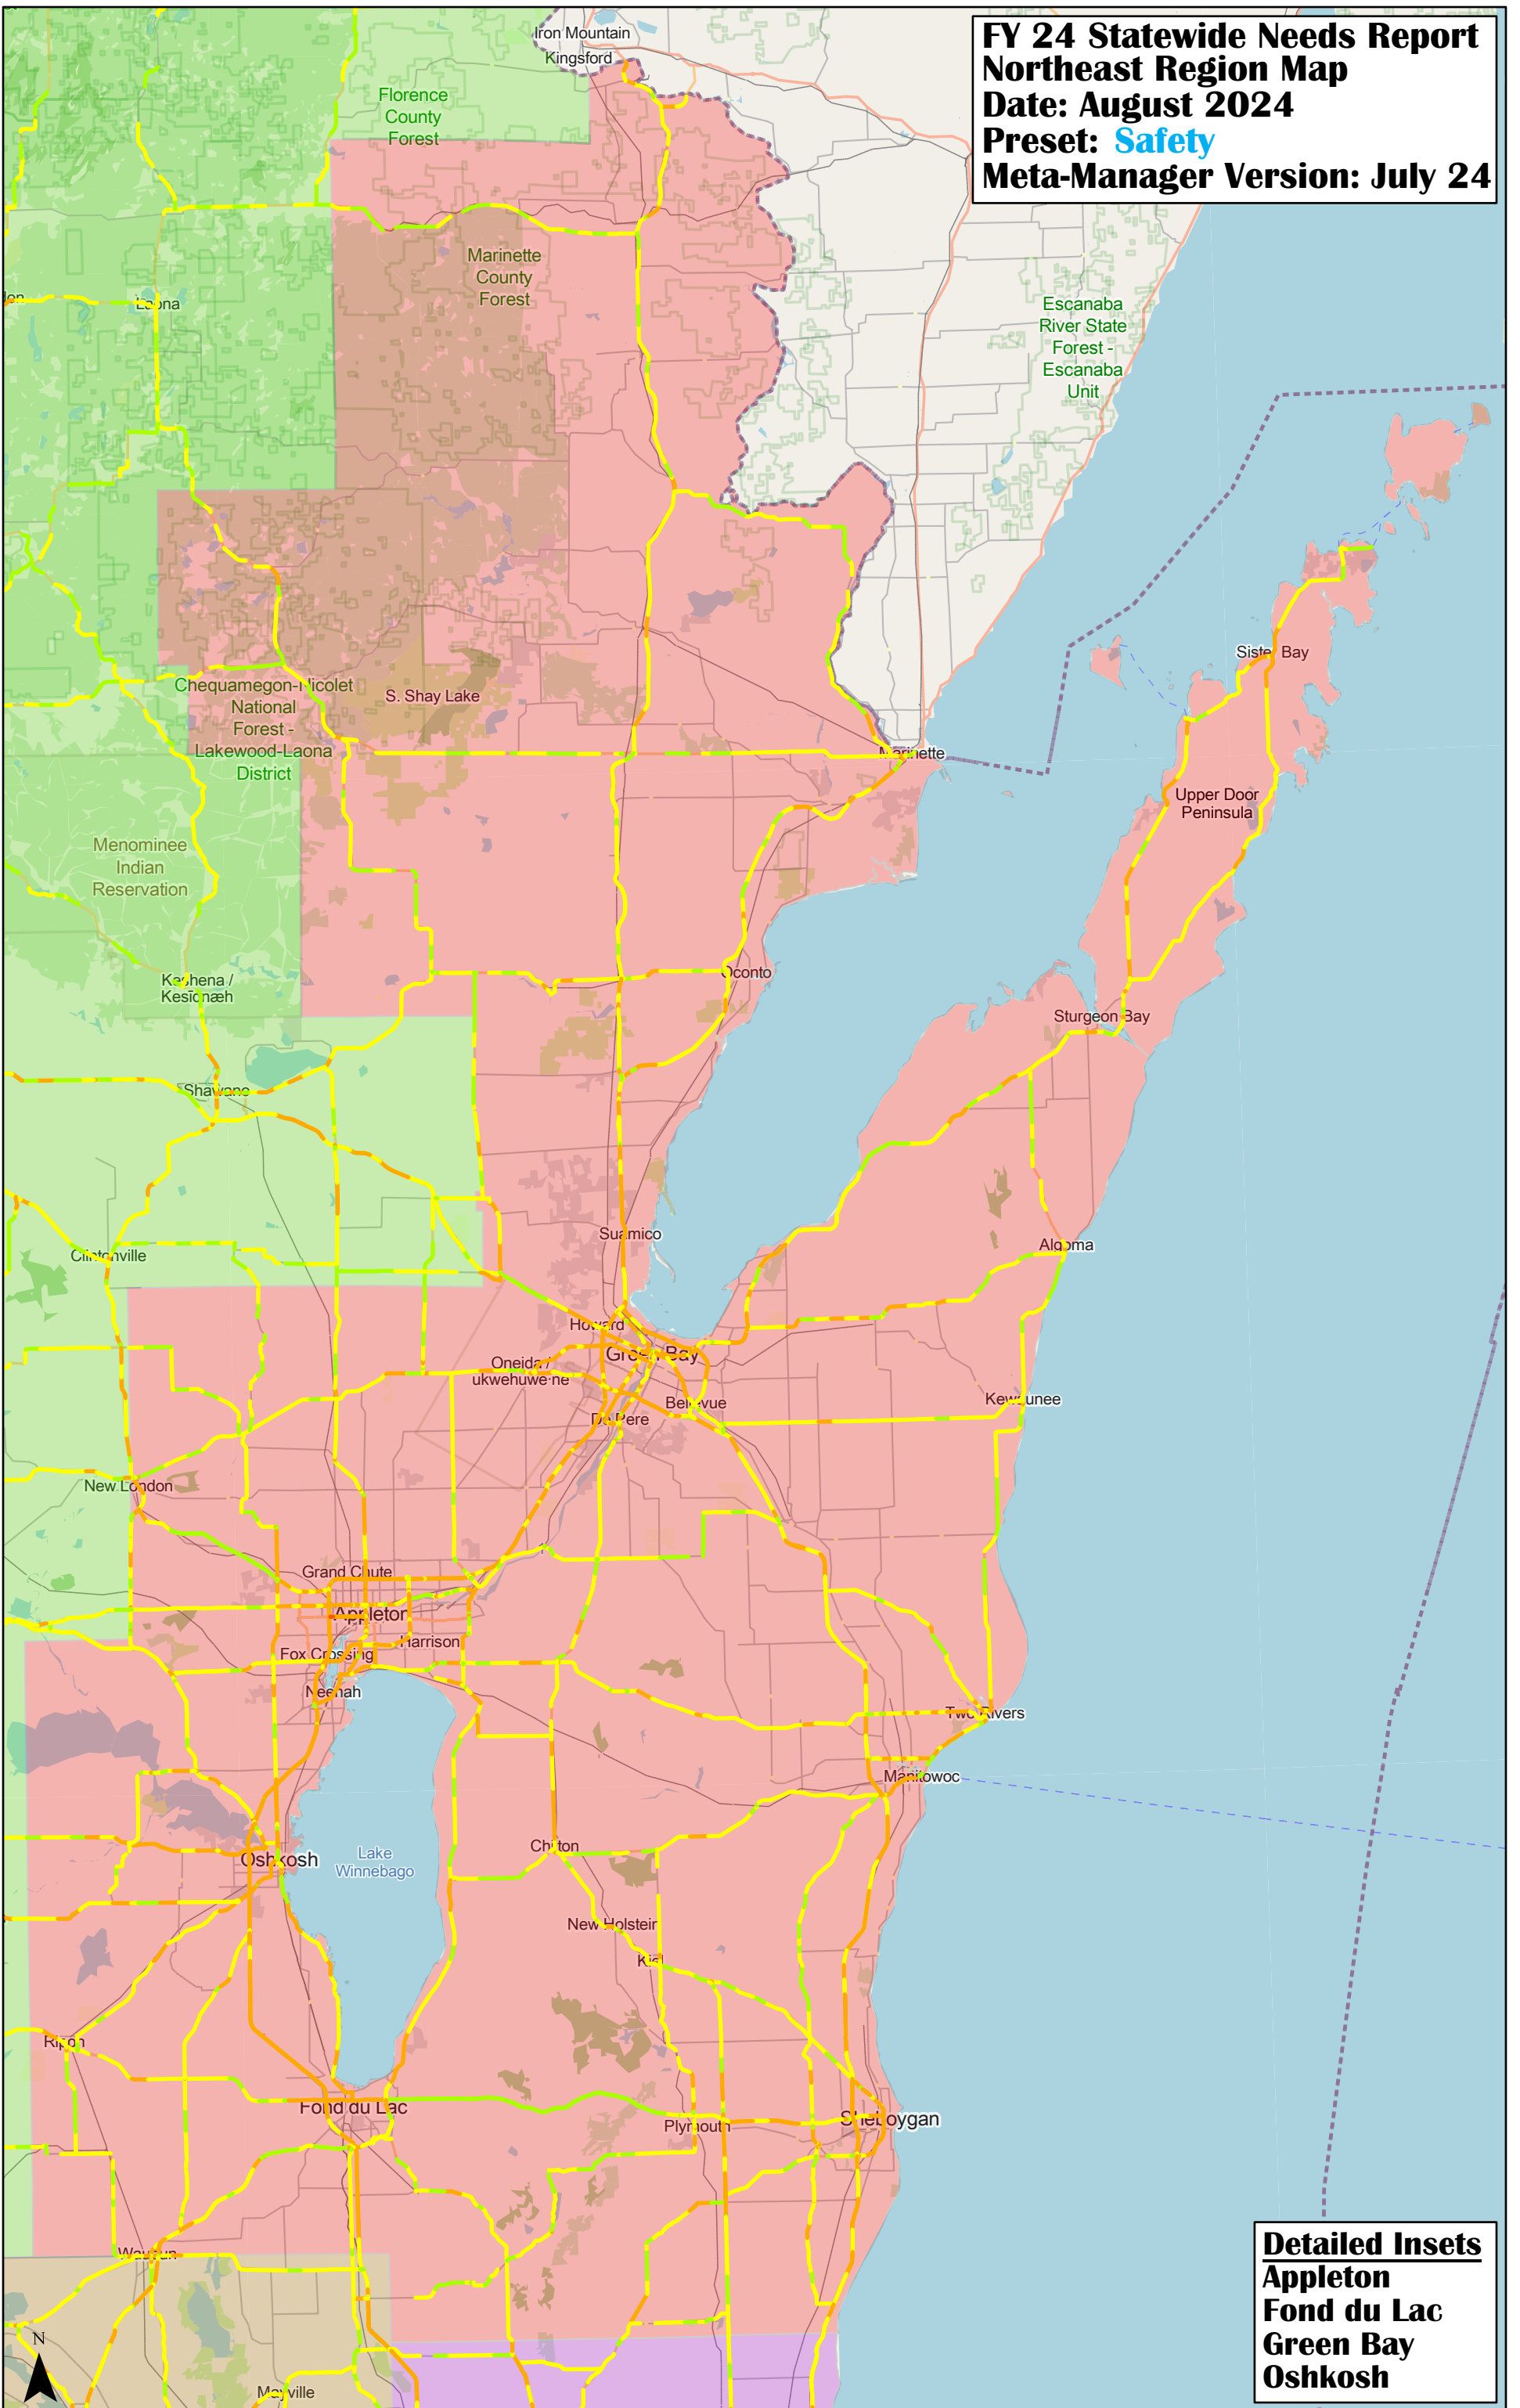 FY 24 Statewide Needs Report
Northeast Region Map
Date: August 2024
Preset: Safety
Meta-Manager Version: July 24
Iron Mountain
Kingsford
Florence
County
Forest
Marinette
County
Forest
Escanaba
River State
Forest -
Escanaba
Unit
Laona
Sister Bay
Chequamegon-Nicolet
National
Forest -
Lakewood-Laona
District
S. Shay Lake
Marinette
Upper Door
Peninsula
Menominee
Indian
Reservation
Oconto
Keshena /
Kesīqnæh
Sturgeon Bay
Shawano
Suamico
Algoma
Clintonville
Howard
Green Bay
Oneida /
ukwehuwe·ne
Bellevue
De Pere
Kewaunee
New London
Grand Chute
Appleton
Harrison
Fox Crossing
Neenah
Two Rivers
Manitowoc
Chilton
Oshkosh
Lake
Winnebago
New Holstein
Kiel
Ripon
Fond du Lac
Sheboygan
Plymouth
Waupun
Mayville
N
Detailed Insets
Appleton
Fond du Lac
Green Bay
Oshkosh